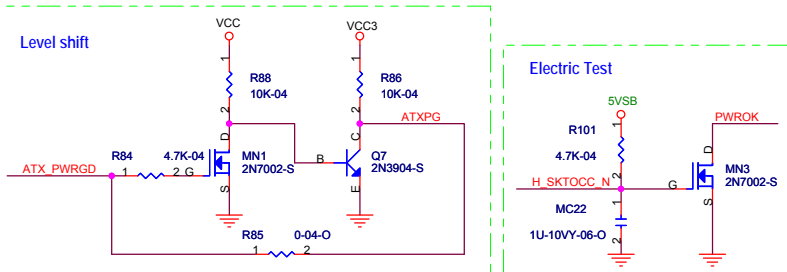 Level shift
VCC
VCC3
1
1
R88
10K-04
R86
10K-04
2
2
ATXPG
ATX_PWRGD
R84
4.7K-04
1
2
G
D
S
MN1
2N7002-S
B
C
E
Q7
2N3904-S
R85
0-04-O
1
2
Electric Test
5VSB
1
R101
4.7K-04
2
PWROK
H_SKTOCC_N
G
D
S
MN3
2N7002-S
MC22
1
1U-10VY-06-O
2